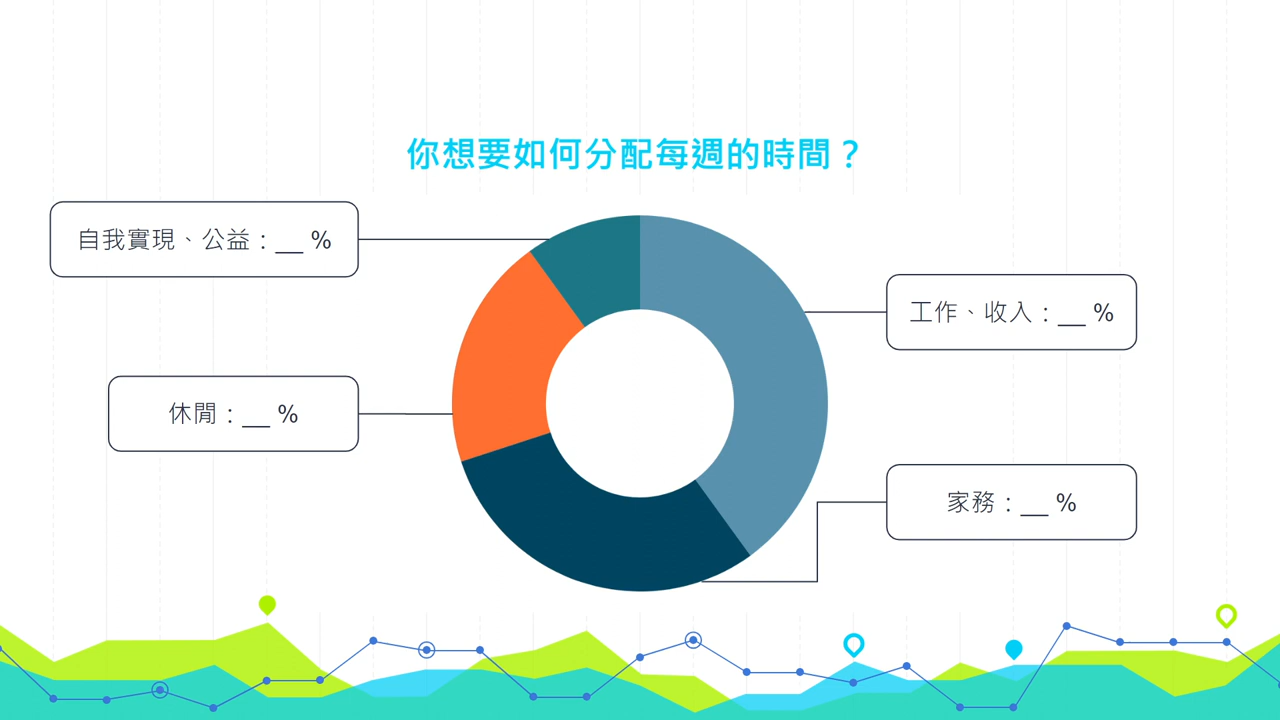 你想要如何分配每週的時間？
自我實現、公益：__ %
工作、收入：__ %
休閒：__ %
家務：__ %